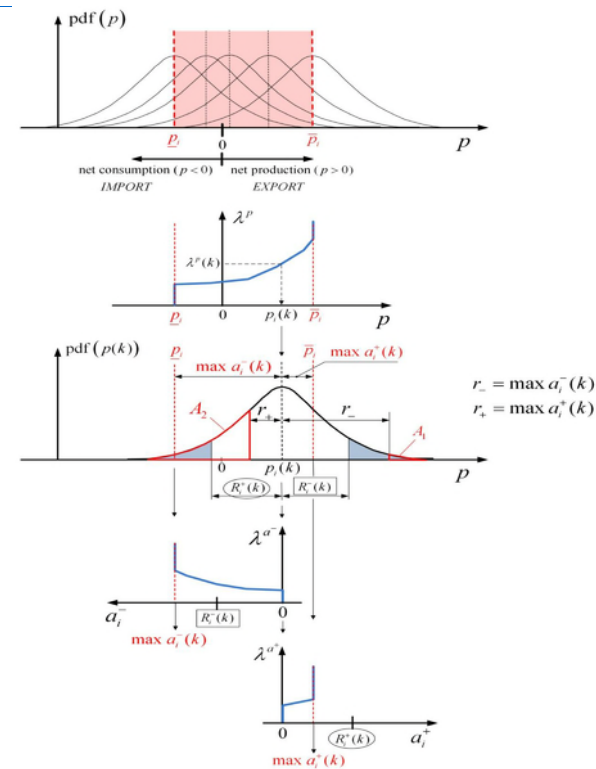 pdf(p)
p̲ᵢ 0 p̄ᵢ p
net consumption (p < 0) net production (p > 0)
IMPORT EXPORT
λᵖ
λᵖ(k)
p̲ᵢ 0 pᵢ(k) p̄ᵢ p
pdf(p(k)) p̲ᵢ p̄ᵢ max aᵢ⁺(k)
max aᵢ⁻(k)
r₋ = max aᵢ⁻(k)
r₊ = max aᵢ⁺(k)
A₂ r₊ r₋ A₁
0 pᵢ(k) p
Rᵢ⁺(k) Rᵢ⁻(k)
λᵃ⁻
aᵢ⁻ Rᵢ⁻(k) 0
max aᵢ⁻(k)
λᵃ⁺
0 Rᵢ⁺(k) aᵢ⁺
max aᵢ⁺(k)